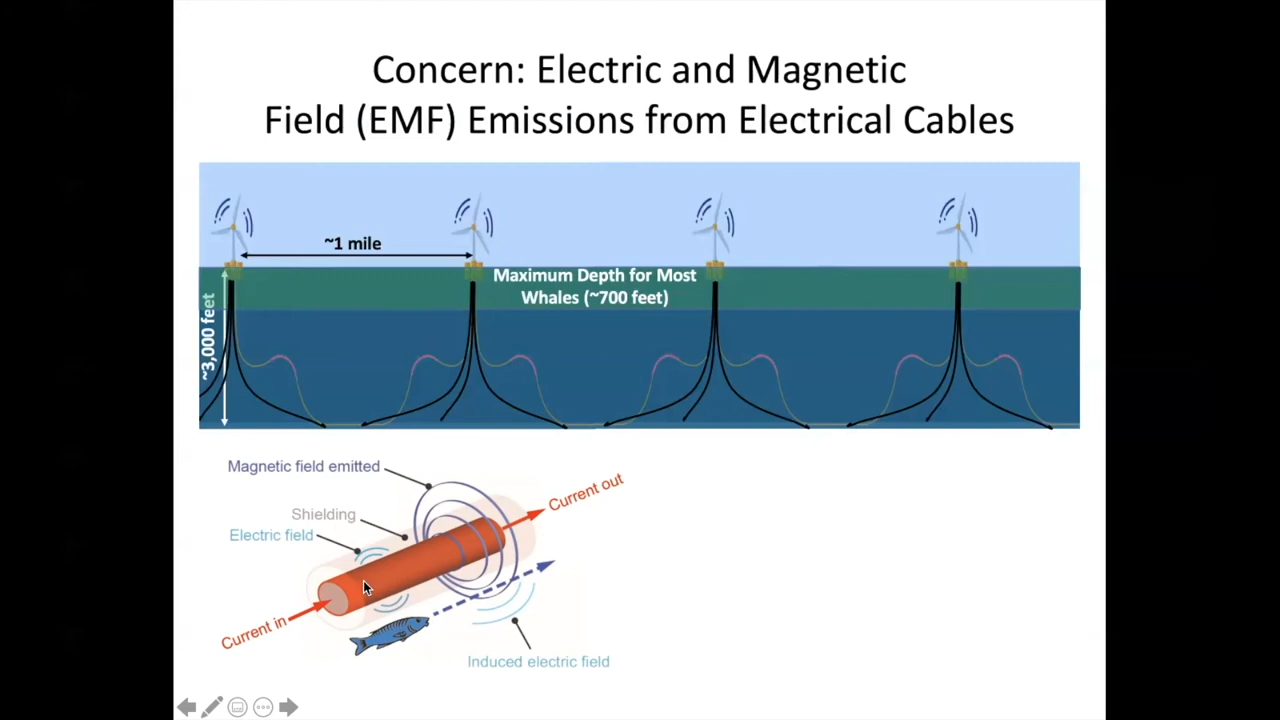 Concern: Electric and Magnetic
Field (EMF) Emissions from Electrical Cables
~1 mile
Maximum Depth for Most
Whales (~700 feet)
~3,000 feet
Magnetic field emitted
Current out
Shielding
Electric field
Current in
Induced electric field